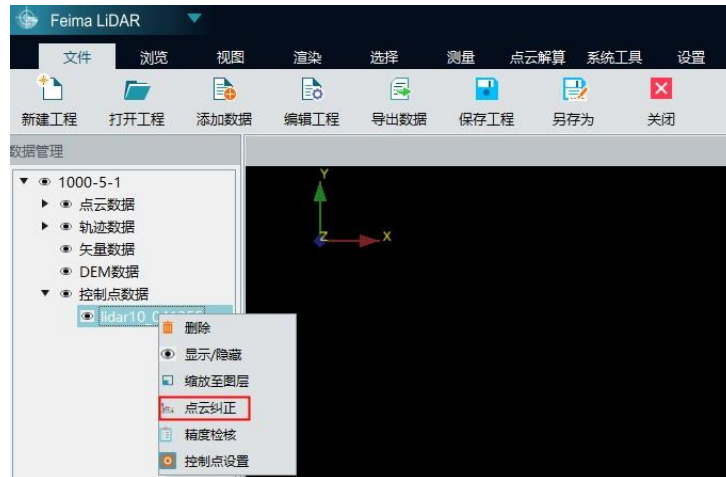 Feima LiDAR
文件 浏览 视图 渲染 选择 测量 点云解算 系统工具 设置
新建工程 打开工程 添加数据 编辑工程 导出数据 保存工程 另存为 关闭
数据管理
1000-5-1
点云数据
轨迹数据
矢量数据
DEM数据
控制点数据
lidar10_
删除
显示/隐藏
缩放至图层
点云纠正
精度检核
控制点设置
Y
Z X